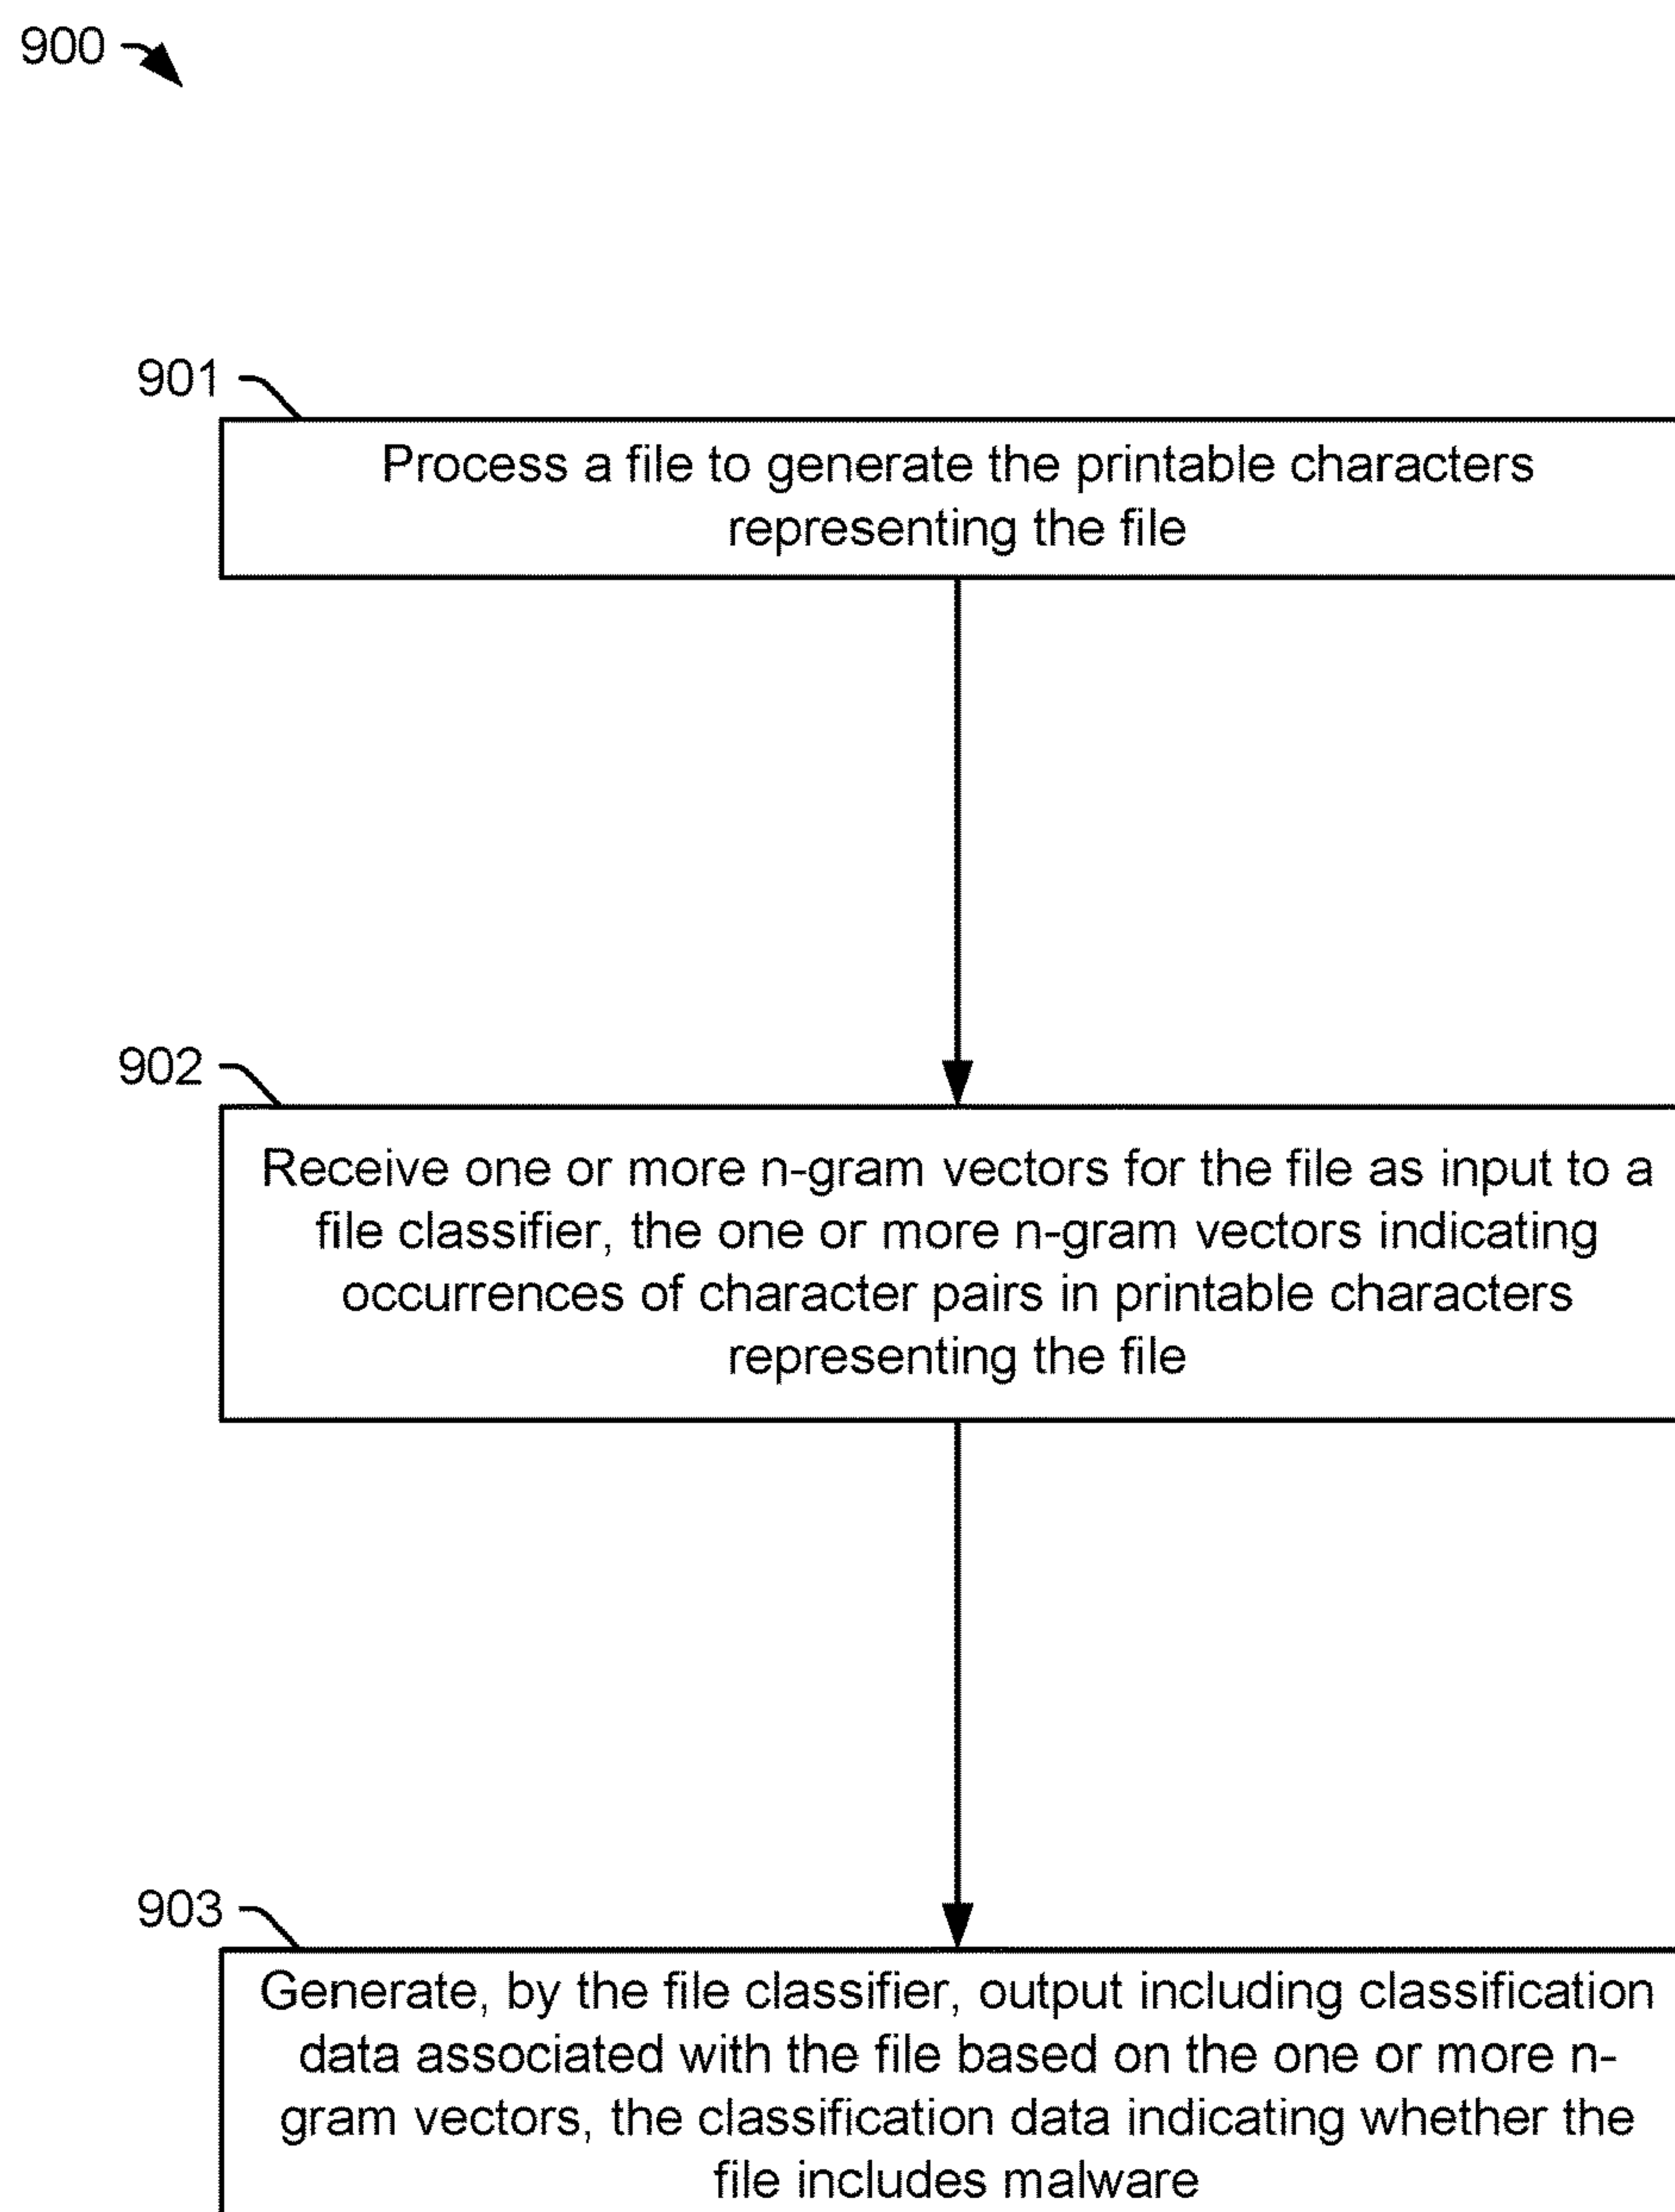 900
901
Process a file to generate the printable characters
representing the file
902
Receive one or more n-gram vectors for the file as input to a
file classifier, the one or more n-gram vectors indicating
occurrences of character pairs in printable characters
representing the file
903
Generate, by the file classifier, output including classification
data associated with the file based on the one or more n-
gram vectors, the classification data indicating whether the
file includes malware